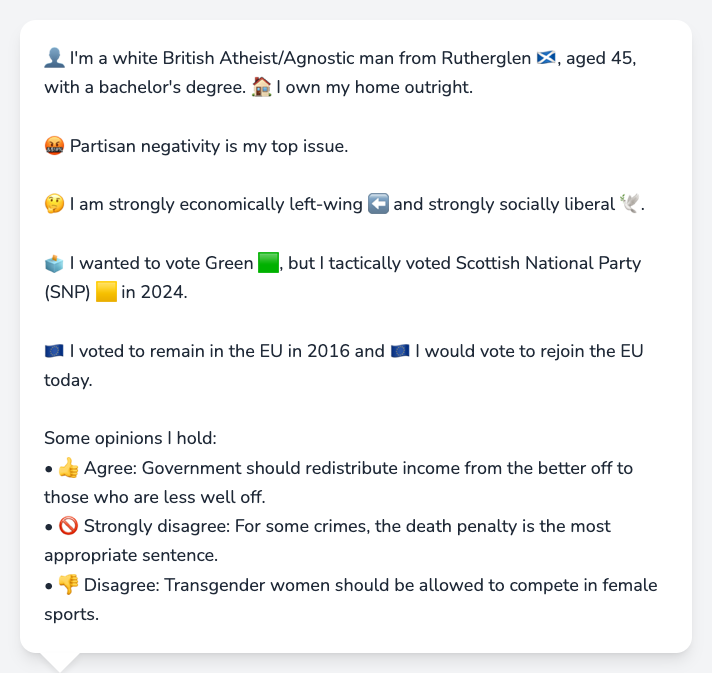 👤 I'm a white British Atheist/Agnostic man from Rutherglen 🏴󠁧󠁢󠁳󠁣󠁴󠁿, aged 45,
with a bachelor's degree. 🏠 I own my home outright.
🤬 Partisan negativity is my top issue.
🤔 I am strongly economically left-wing ⬅️ and strongly socially liberal 🕊️.
🗳️ I wanted to vote Green 🟩, but I tactically voted Scottish National Party
(SNP) 🟨 in 2024.
🇪🇺 I voted to remain in the EU in 2016 and 🇪🇺 I would vote to rejoin the EU
today.
Some opinions I hold:
• 👍 Agree: Government should redistribute income from the better off to
those who are less well off.
• 🚫 Strongly disagree: For some crimes, the death penalty is the most
appropriate sentence.
• 👎 Disagree: Transgender women should be allowed to compete in female
sports.